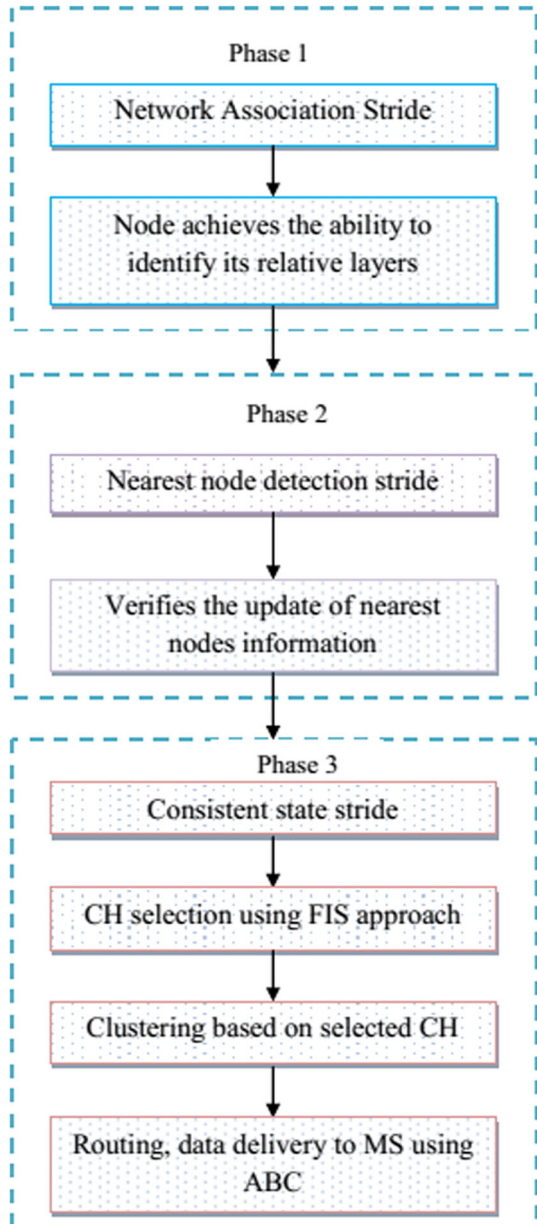 Phase 1
Network Association Stride
Node achieves the ability to
identify its relative layers
Phase 2
Nearest node detection stride
Verifies the update of nearest
nodes information
Phase 3
Consistent state stride
CH selection using FIS approach
Clustering based on selected CH
Routing, data delivery to MS using
ABC